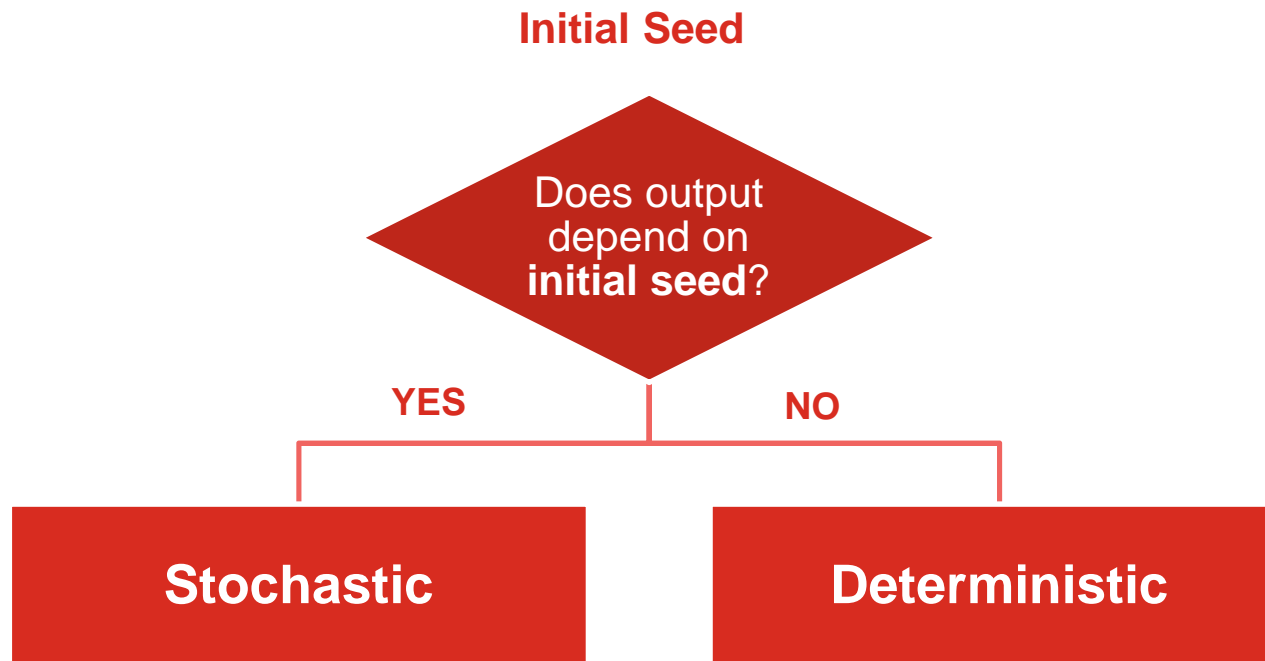 Initial Seed
Does output
depend on
initial seed?
YES
NO
Stochastic
Deterministic